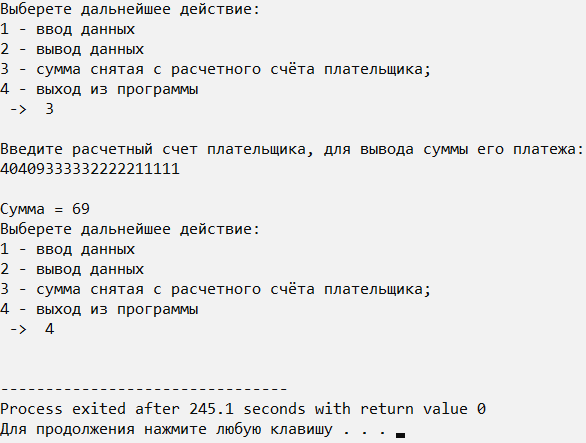 Выберете дальнейшее действие:
1 - ввод данных
2 - вывод данных
3 - сумма снятая с расчетного счёта плательщика;
4 - выход из программы
-> 3
Введите расчетный счет плательщика, для вывода суммы его платежа:
40409333332222211111
Сумма = 69
Выберете дальнейшее действие:
1 - ввод данных
2 - вывод данных
3 - сумма снятая с расчетного счёта плательщика;
4 - выход из программы
-> 4
--------------------------------
Process exited after 245.1 seconds with return value 0
Для продолжения нажмите любую клавишу . . .